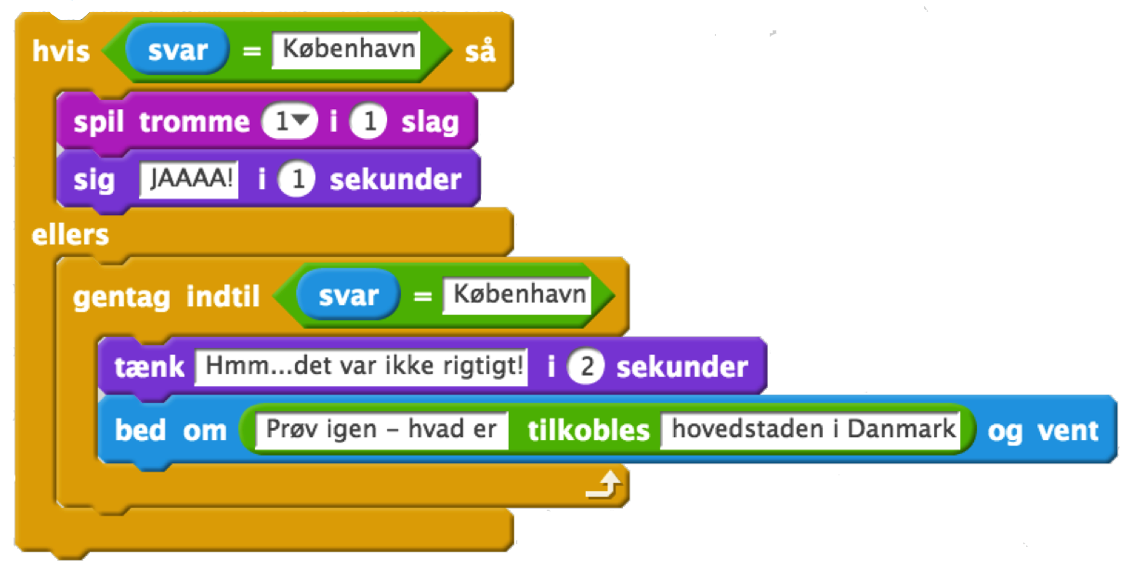 hvis svar = København så
spil tromme 1 i 1 slag
sig JAAAA! i 1 sekunder
ellers
gentag indtil svar = København
tænk Hmm...det var ikke rigtigt! i 2 sekunder
bed om Prøv igen – hvad er tilkobles hovedstaden i Danmark og vent